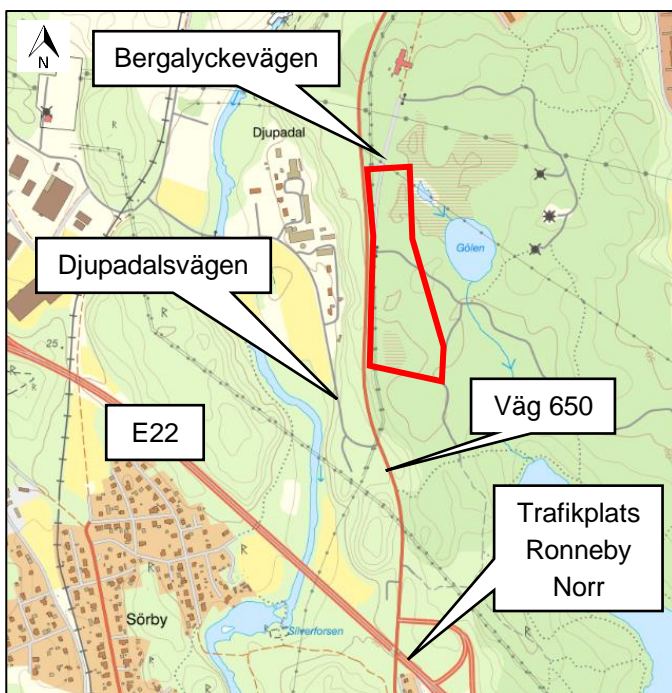 N
Bergalyckevägen
R
Djupadal
Gölen
Djupadalsvägen
R
25
R
Väg 650
E22
R
R
Trafikplats
Ronneby
Norr
Sörby
Silverforsen
R